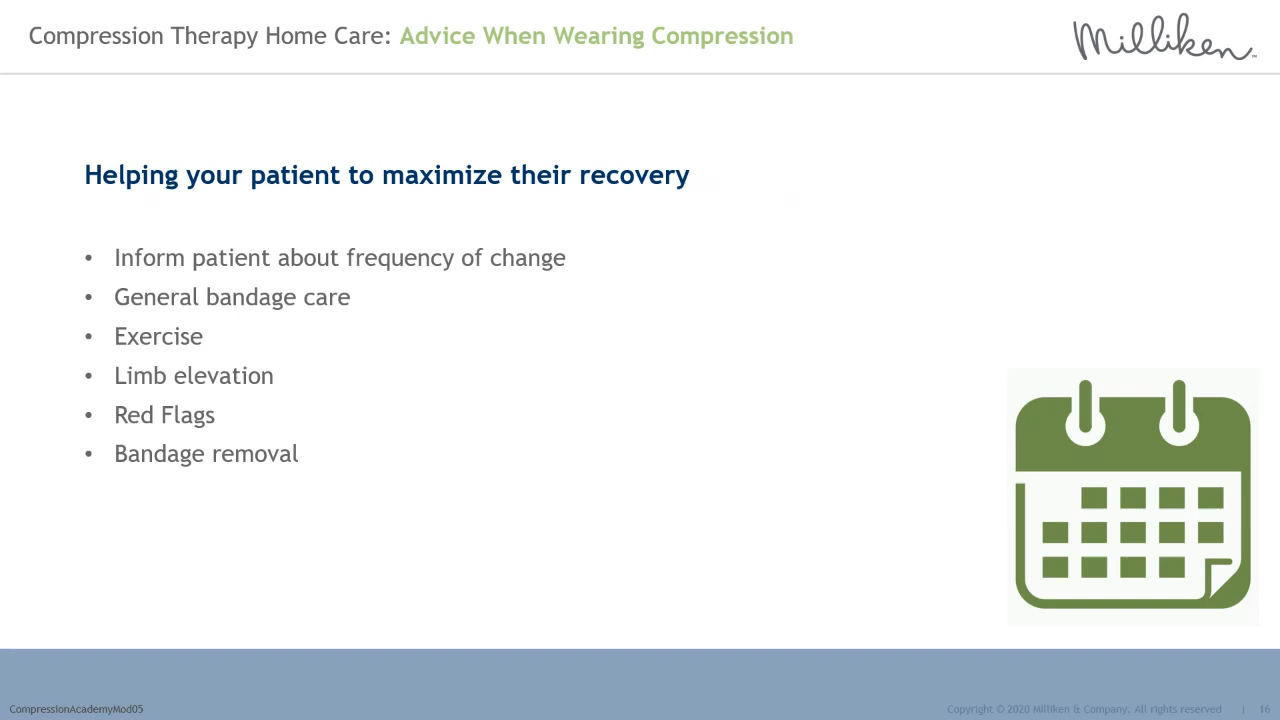 Compression Therapy Home Care: Advice When Wearing Compression
Milliken™
Helping your patient to maximize their recovery
• Inform patient about frequency of change
• General bandage care
• Exercise
• Limb elevation
• Red Flags
• Bandage removal
CompressionAcademyMod05
Copyright © 2020 Milliken & Company. All rights reserved | 16